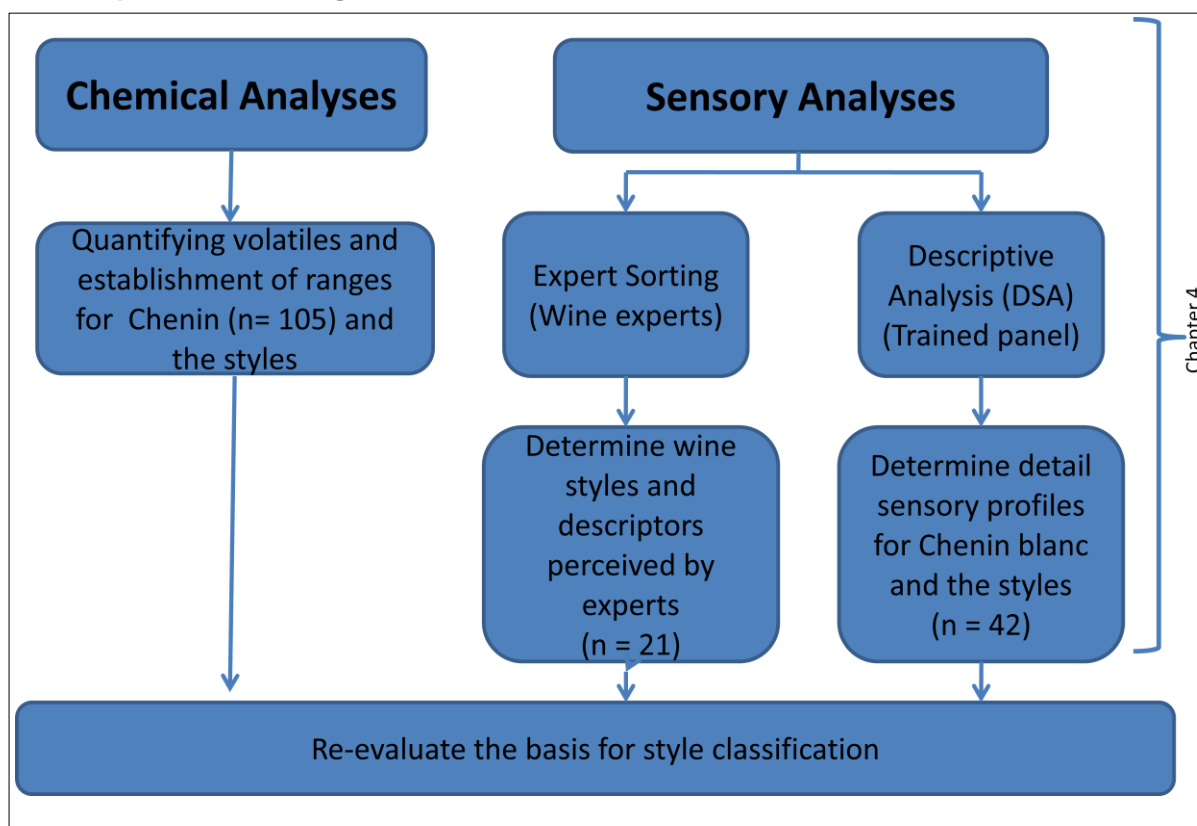 Chemical Analyses
Sensory Analyses
Quantifying volatiles and
establishment of ranges
for Chenin (n= 105) and
the styles
Expert Sorting
(Wine experts)
Descriptive
Analysis (DSA)
(Trained panel)
Determine wine
styles and
descriptors
perceived by
experts
(n = 21)
Determine detail
sensory profiles
for Chenin blanc
and the styles
(n = 42)
Chapter 4
Re-evaluate the basis for style classification